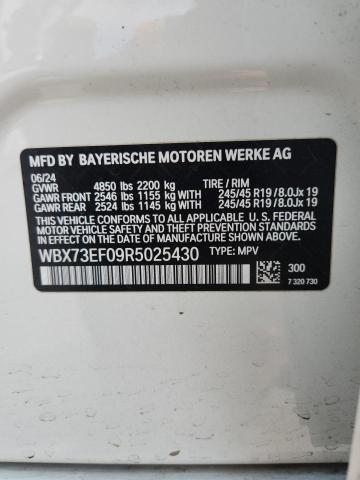 MFD BY BAYERISCHE MOTOREN WERKE AG
06/24
GVWR 4850 lbs 2200 kg TIRE / RIM
GAWR FRONT 2546 lbs 1155 kg WITH 245/45 R19 / 8.0Jx 19
GAWR REAR 2524 lbs 1145 kg WITH 245/45 R19 / 8.0Jx 19
THIS VEHICLE CONFORMS TO ALL APPLICABLE U.S. FEDERAL
MOTOR VEHICLE SAFETY, BUMPER AND THEFT PREVENTION
STANDARDS IN EFFECT ON THE DATE OF MANUFACTURE SHOWN ABOVE.
WBX73EF09R5025430 TYPE: MPV
300
7 320 730